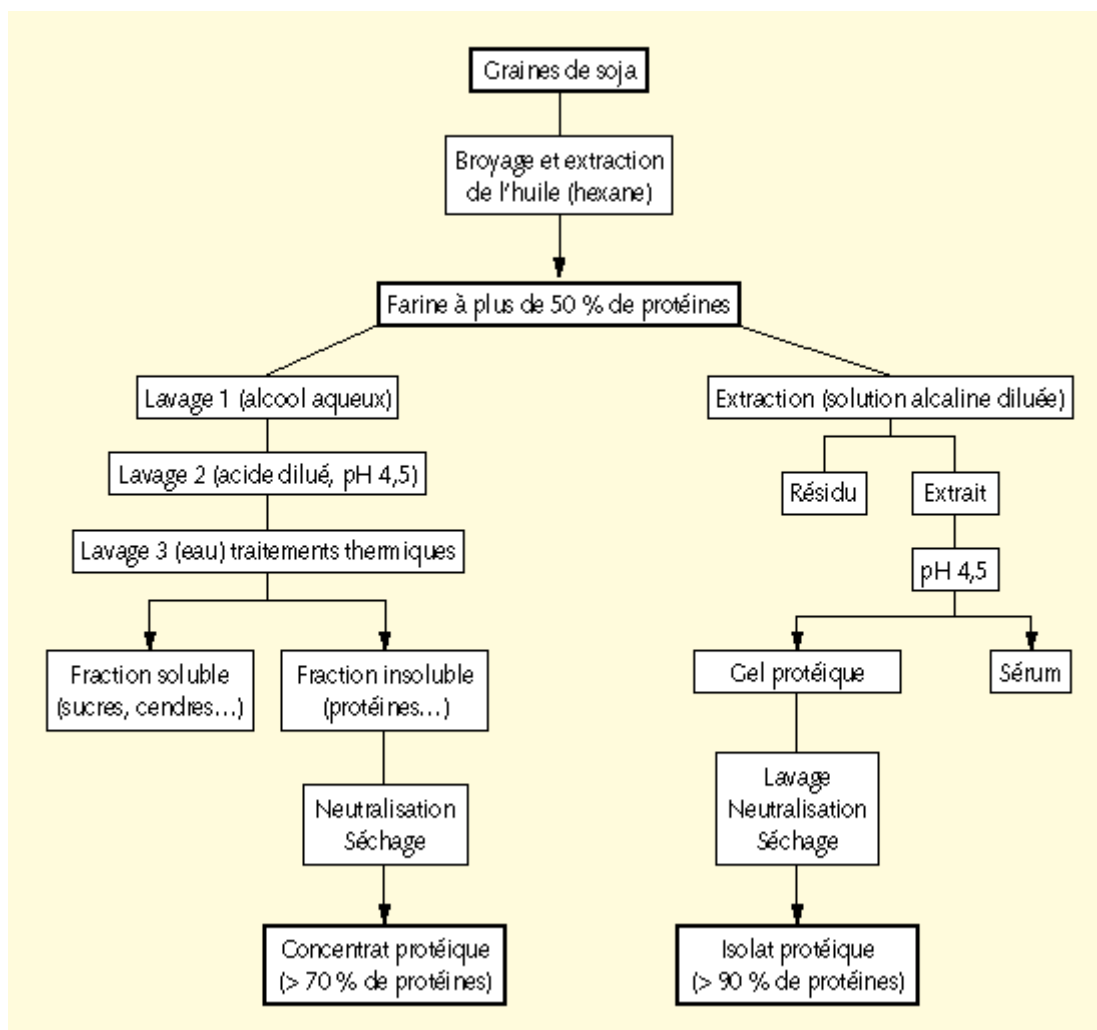 Graines de soja
Broyage et extraction
de l'huile (hexane)
Farine à plus de 50 % de protéines
Lavage 1 (alcool aqueux)
Lavage 2 (acide dilué, pH 4,5)
Lavage 3 (eau) traitements thermiques
Fraction soluble
(sucres, cendres…)
Fraction insoluble
(protéines…)
Neutralisation
Séchage
Concentrat protéique
(> 70 % de protéines)
Extraction (solution alcaline diluée)
Résidu
Extrait
pH 4,5
Gel protéique
Sérum
Lavage
Neutralisation
Séchage
Isolat protéique
(> 90 % de protéines)